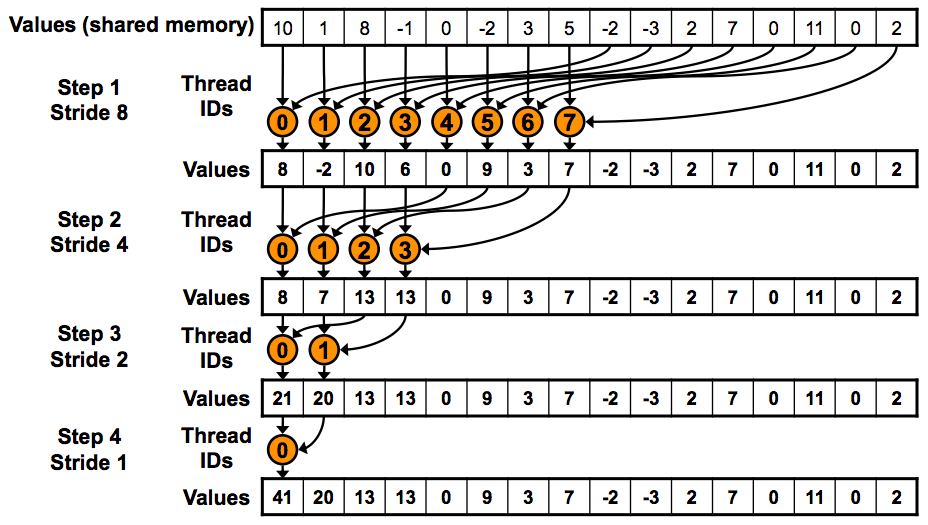 Values (shared memory) 10 1 8 -1 0 -2 3 5 -2 -3 2 7 0 11 0 2
Step 1
Stride 8
Thread
IDs
0 1 2 3 4 5 6 7
Values 8 -2 10 6 0 9 3 7 -2 -3 2 7 0 11 0 2
Step 2
Stride 4
Thread
IDs
0 1 2 3
Values 8 7 13 13 0 9 3 7 -2 -3 2 7 0 11 0 2
Step 3
Stride 2
Thread
IDs
0 1
Values 21 20 13 13 0 9 3 7 -2 -3 2 7 0 11 0 2
Step 4
Stride 1
Thread
IDs
0
Values 41 20 13 13 0 9 3 7 -2 -3 2 7 0 11 0 2